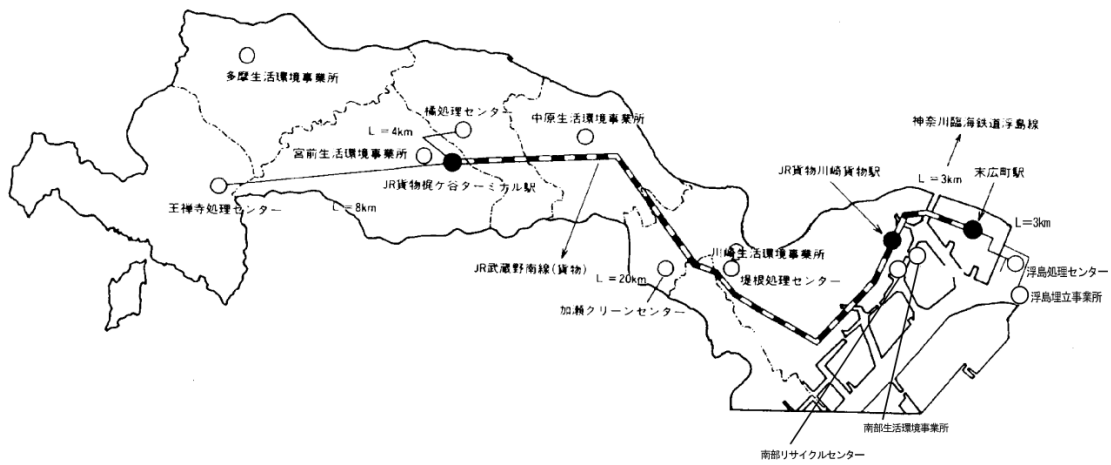 多摩生活環境事業所
橘処理センター
L=4km
中原生活環境事業所
宮前生活環境事業所
JR貨物梶ケ谷ターミナル駅
王禅寺処理センター
L=8km
神奈川臨海鉄道浮島線
L=3km
末広町駅
JR貨物川崎貨物駅
L=3km
JR武蔵野南線(貨物)
L=20km
川崎生活環境事業所
堤根処理センター
加瀬クリーンセンター
浮島処理センター
浮島埋立事業所
南部生活環境事業所
南部リサイクルセンター